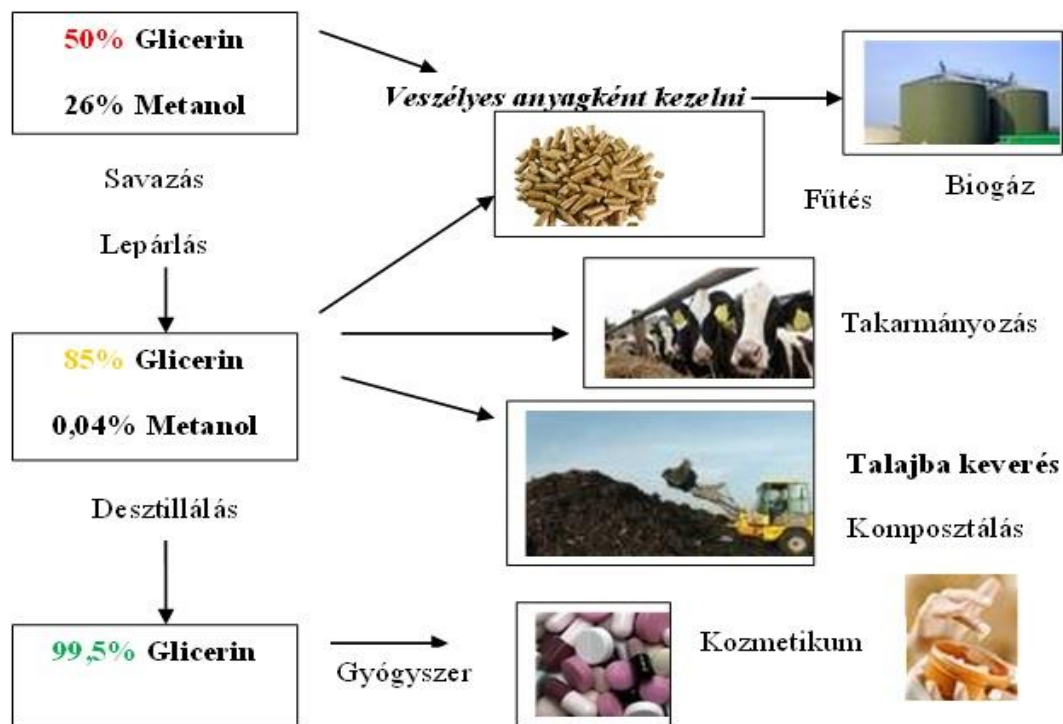 50% Glicerin
26% Metanol
Veszélyes anyagként kezelni
Savazás
Lepárlás
Fűtés
Biogáz
85% Glicerin
0,04% Metanol
Takarmányozás
Talajba keverés
Komposztálás
Desztillálás
99,5% Glicerin
Gyógyszer
Kozmetikum